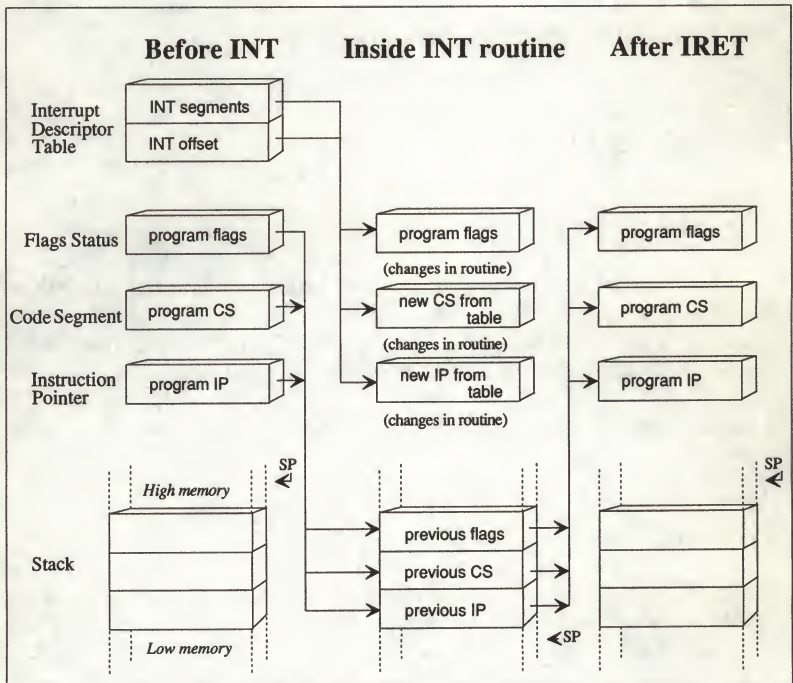 Before INT
Inside INT routine
After IRET
Interrupt
Descriptor
Table
INT segments
INT offset
Flags Status
program flags
program flags
(changes in routine)
program flags
Code Segment
program CS
new CS from
table
(changes in routine)
program CS
Instruction
Pointer
program IP
new IP from
table
(changes in routine)
program IP
SP
SP
High memory
Stack
previous flags
previous CS
previous IP
SP
Low memory